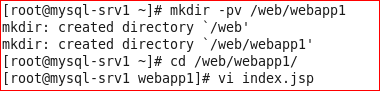 [root@mysql-srv1 ~]# mkdir -pv /web/webapp1
mkdir: created directory `/web'
mkdir: created directory `/web/webapp1'
[root@mysql-srv1 ~]# cd /web/webapp1/
[root@mysql-srv1 webapp1]# vi index.jsp